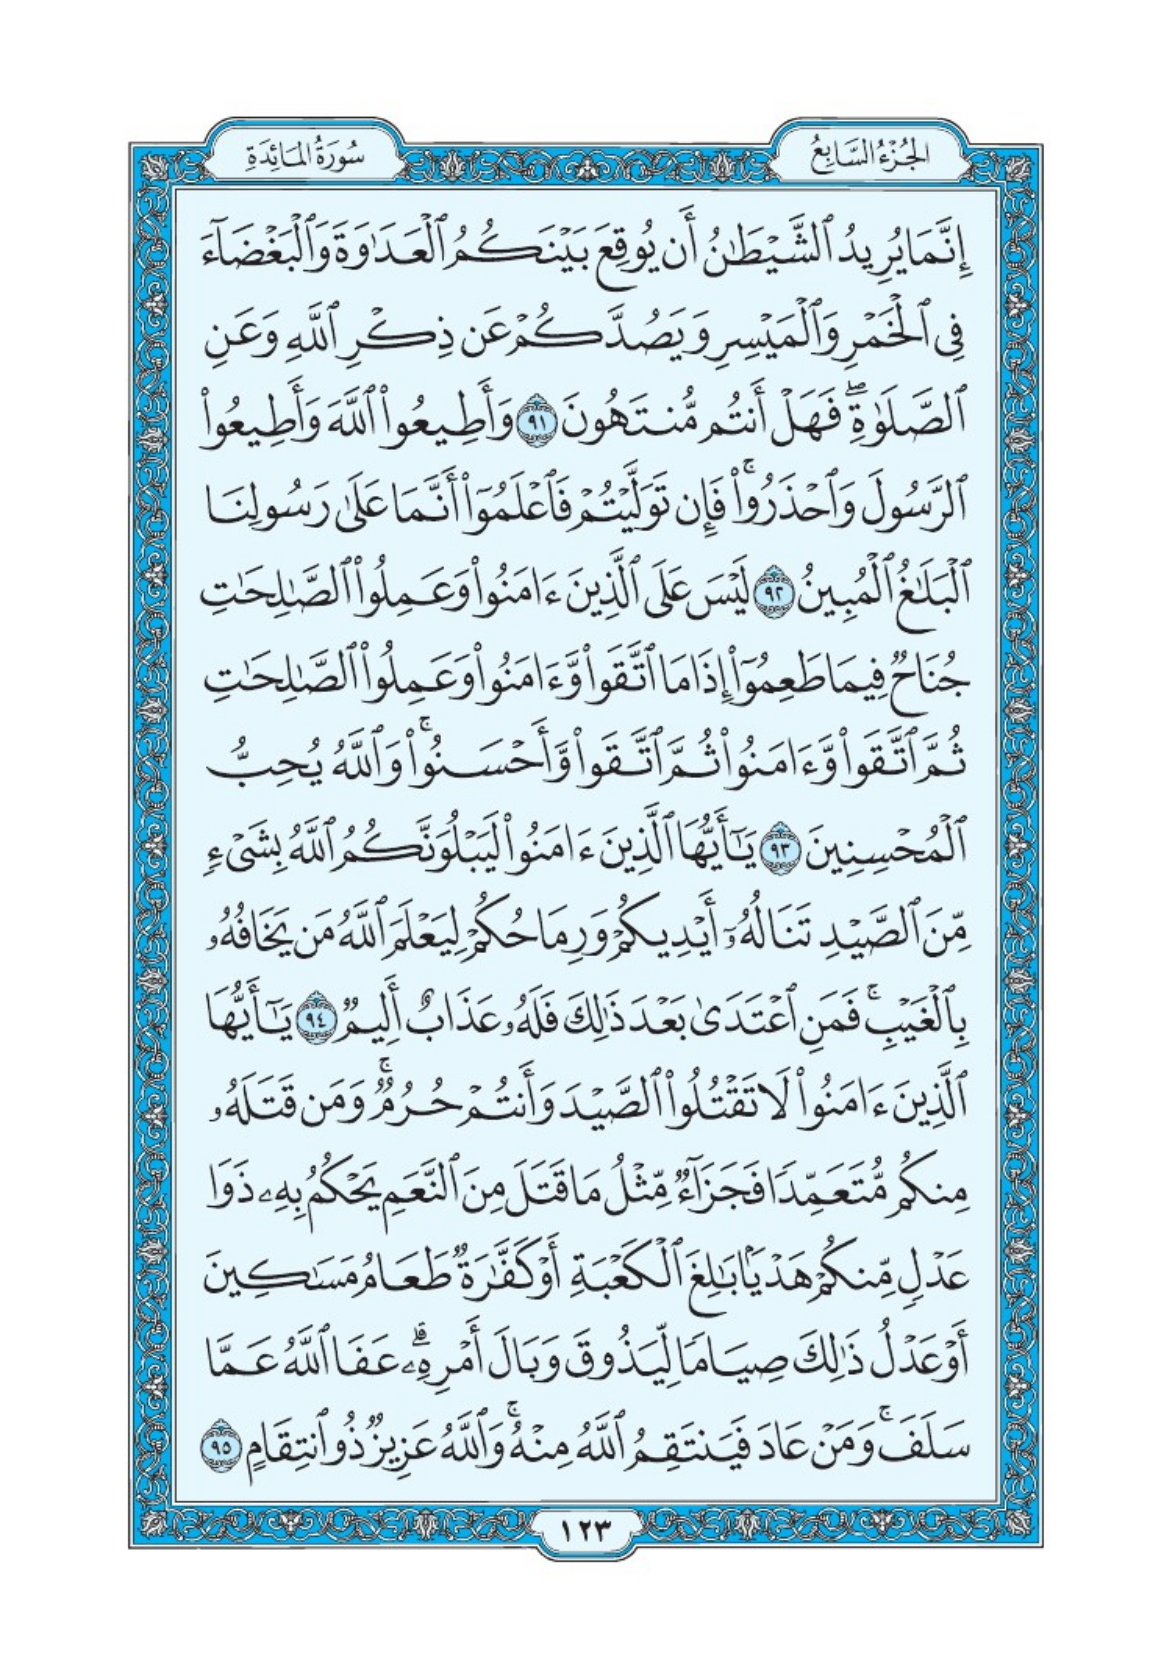 الجُزْءُ السَّابِعُ
سُورَةُ المَائِدَةِ
إِنَّمَا يُرِيدُ ٱلشَّيْطَٰنُ أَن يُوقِعَ بَيْنَكُمُ ٱلْعَدَٰوَةَ وَٱلْبَغْضَآءَ
فِى ٱلْخَمْرِ وَٱلْمَيْسِرِ وَيَصُدَّكُمْ عَن ذِكْرِ ٱللَّهِ وَعَنِ
ٱلصَّلَوٰةِ ۖ فَهَلْ أَنتُم مُّنتَهُونَ ٩١ وَأَطِيعُوا۟ ٱللَّهَ وَأَطِيعُوا۟
ٱلرَّسُولَ وَٱحْذَرُوا۟ ۚ فَإِن تَوَلَّيْتُمْ فَٱعْلَمُوٓا۟ أَنَّمَا عَلَىٰ رَسُولِنَا
ٱلْبَلَٰغُ ٱلْمُبِينُ ٩٢ لَيْسَ عَلَى ٱلَّذِينَ ءَامَنُوا۟ وَعَمِلُوا۟ ٱلصَّٰلِحَٰتِ
جُنَاحٌ فِيمَا طَعِمُوٓا۟ إِذَا مَا ٱتَّقَوا۟ وَّءَامَنُوا۟ وَعَمِلُوا۟ ٱلصَّٰلِحَٰتِ
ثُمَّ ٱتَّقَوا۟ وَّءَامَنُوا۟ ثُمَّ ٱتَّقَوا۟ وَّأَحْسَنُوا۟ ۚ وَٱللَّهُ يُحِبُّ
ٱلْمُحْسِنِينَ ٩٣ يَٰٓأَيُّهَا ٱلَّذِينَ ءَامَنُوا۟ لَيَبْلُوَنَّكُمُ ٱللَّهُ بِشَىْءٍ
مِّنَ ٱلصَّيْدِ تَنَالُهُۥٓ أَيْدِيكُمْ وَرِمَاحُكُمْ لِيَعْلَمَ ٱللَّهُ مَن يَخَافُهُۥ
بِٱلْغَيْبِ ۚ فَمَنِ ٱعْتَدَىٰ بَعْدَ ذَٰلِكَ فَلَهُۥ عَذَابٌ أَلِيمٌ ٩٤ يَٰٓأَيُّهَا
ٱلَّذِينَ ءَامَنُوا۟ لَا تَقْتُلُوا۟ ٱلصَّيْدَ وَأَنتُمْ حُرُمٌ ۚ وَمَن قَتَلَهُۥ
مِنكُم مُّتَعَمِّدًا فَجَزَآءٌ مِّثْلُ مَا قَتَلَ مِنَ ٱلنَّعَمِ يَحْكُمُ بِهِۦ ذَوَا
عَدْلٍ مِّنكُمْ هَدْيًۢا بَٰلِغَ ٱلْكَعْبَةِ أَوْ كَفَّٰرَةٌ طَعَامُ مَسَٰكِينَ
أَوْ عَدْلُ ذَٰلِكَ صِيَامًا لِّيَذُوقَ وَبَالَ أَمْرِهِۦ ۗ عَفَا ٱللَّهُ عَمَّا
سَلَفَ ۚ وَمَنْ عَادَ فَيَنتَقِمُ ٱللَّهُ مِنْهُ ۚ وَٱللَّهُ عَزِيزٌ ذُو ٱنتِقَامٍ ٩٥
١٢٣